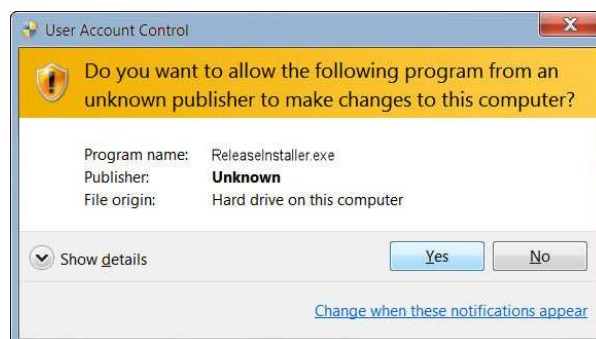 User Account Control
Do you want to allow the following program from an
unknown publisher to make changes to this computer?
Program name: ReleaseInstaller.exe
Publisher: Unknown
File origin: Hard drive on this computer
Show details Yes No
Change when these notifications appear